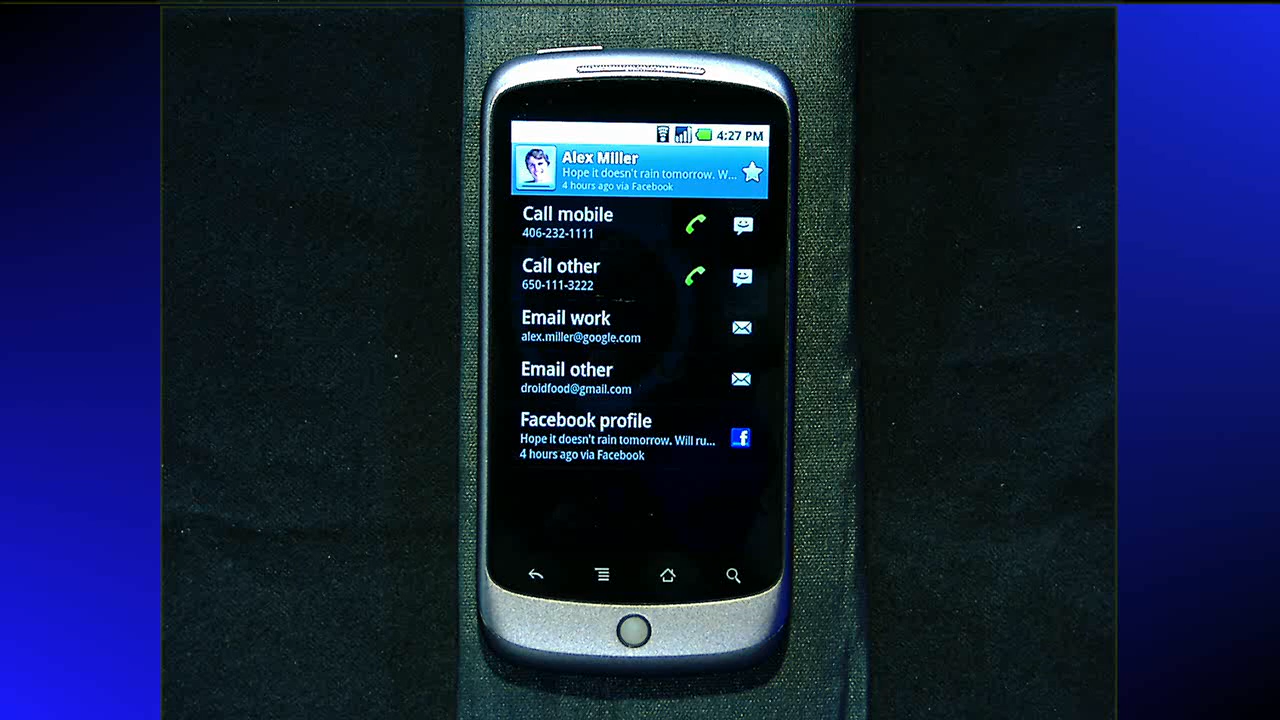 4:27 PM
Alex Miller
Hope it doesn't rain tomorrow. W...
4 hours ago via Facebook
Call mobile
406-232-1111
Call other
650-111-3222
Email work
alex.miller@google.com
Email other
droidfood@gmail.com
Facebook profile
Hope it doesn't rain tomorrow. Will ru...
4 hours ago via Facebook
f